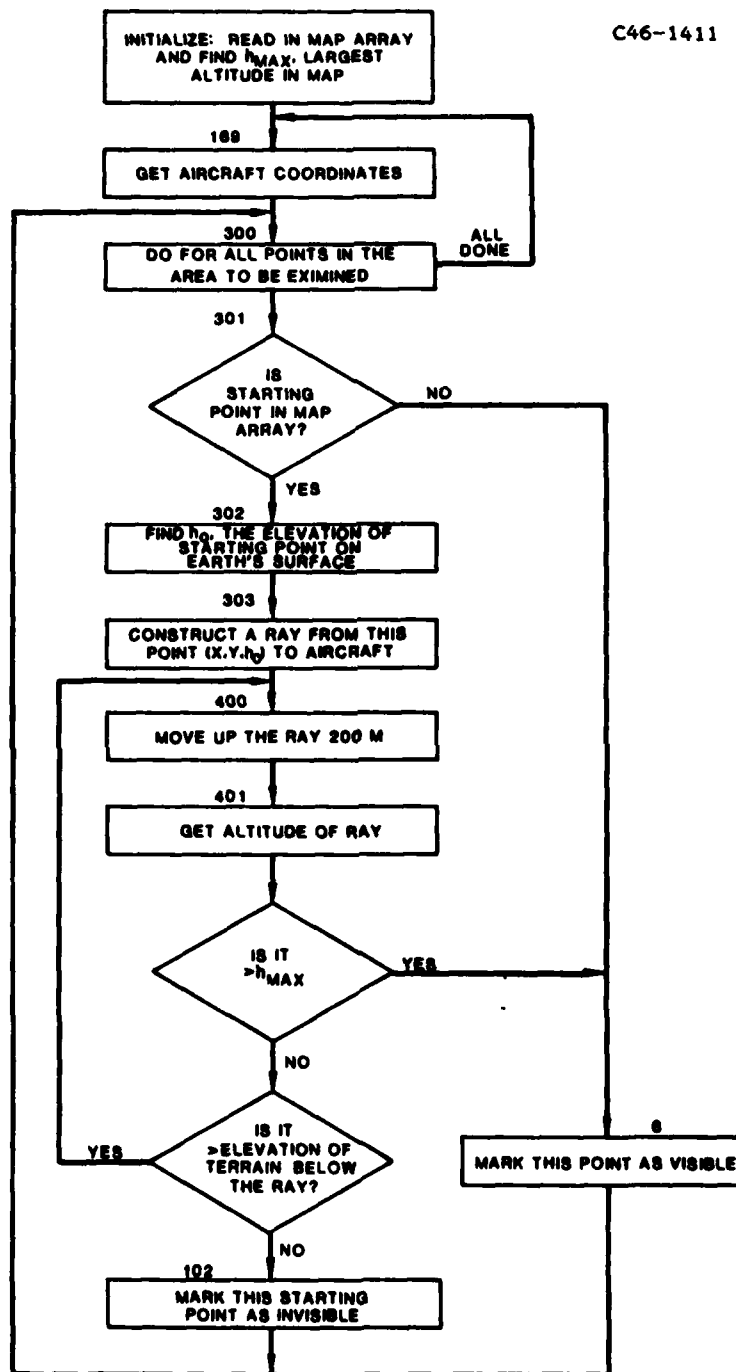 C46-1411
INITIALIZE: READ IN MAP ARRAY
AND FIND hMAX, LARGEST
ALTITUDE IN MAP
169
GET AIRCRAFT COORDINATES
300
DO FOR ALL POINTS IN THE
AREA TO BE EXIMINED
ALL
DONE
301
IS
STARTING
POINT IN MAP
ARRAY?
NO
YES
302
FIND h0, THE ELEVATION OF
STARTING POINT ON
EARTH'S SURFACE
303
CONSTRUCT A RAY FROM THIS
POINT (X.Y.h0) TO AIRCRAFT
400
MOVE UP THE RAY 200 M
401
GET ALTITUDE OF RAY
IS IT
>hMAX
YES
NO
IS IT
>ELEVATION OF
TERRAIN BELOW
THE RAY?
YES
NO
6
MARK THIS POINT AS VISIBLE
102
MARK THIS STARTING
POINT AS INVISIBLE